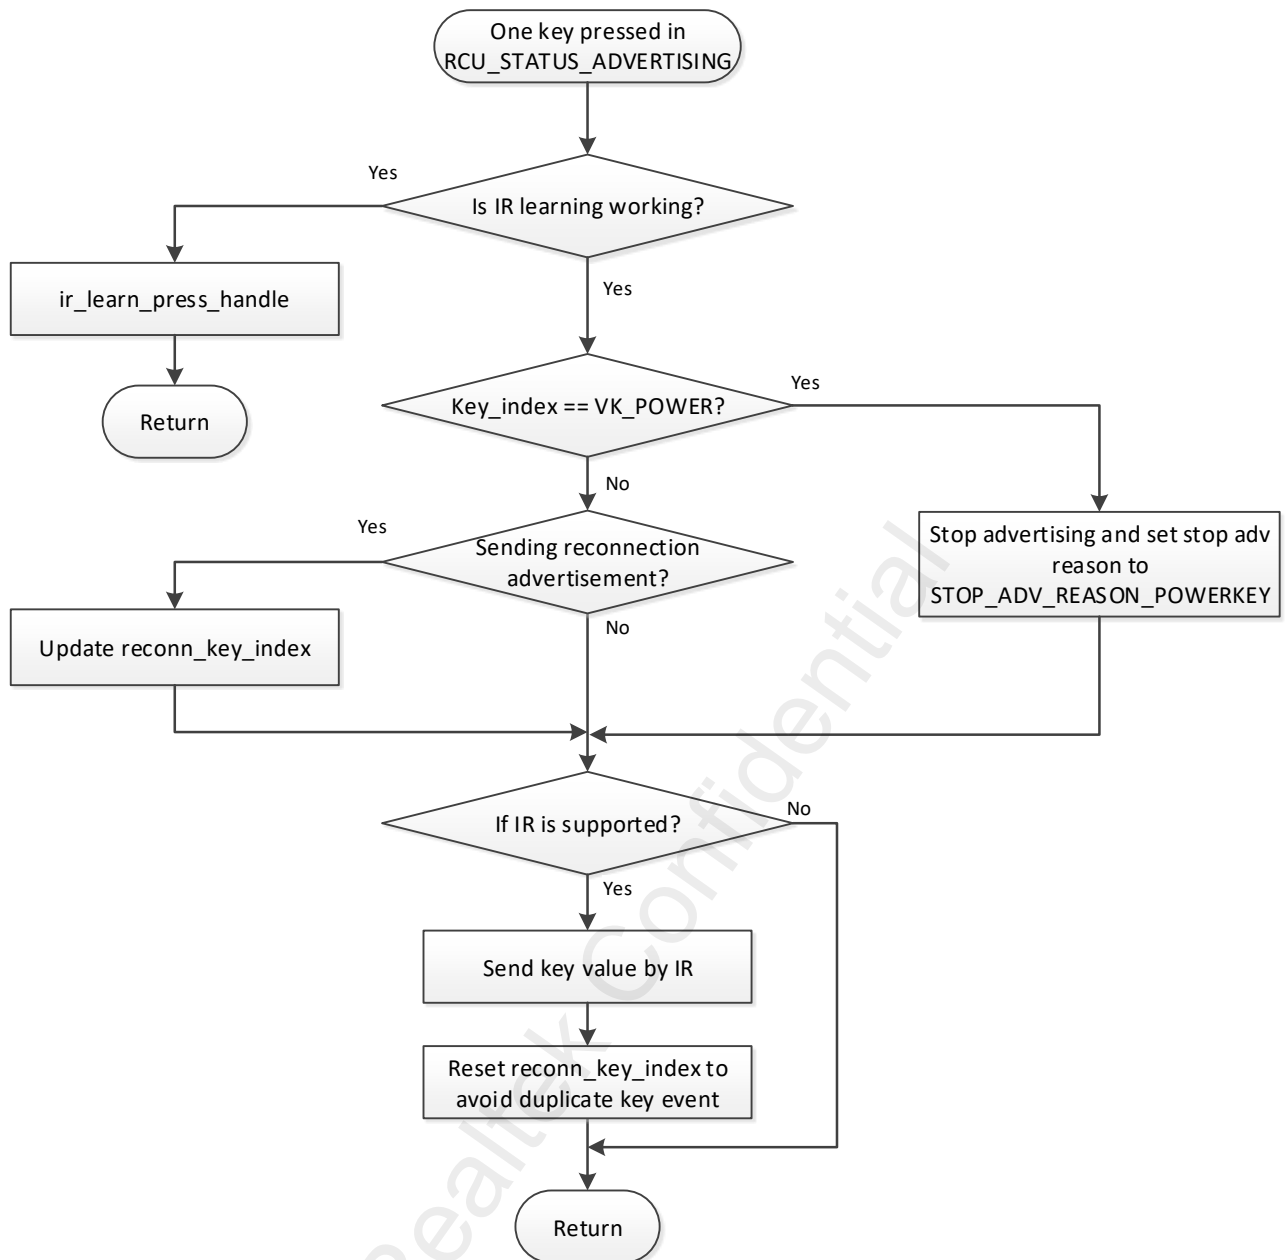 One key pressed in
RCU_STATUS_ADVERTISING
Yes
Is IR learning working?
ir_learn_press_handle
Yes
Return
Key_index == VK_POWER?
Yes
No
Yes
Sending reconnection
advertisement?
Stop advertising and set stop adv
reason to
STOP_ADV_REASON_POWERKEY
No
Update reconn_key_index
If IR is supported?
No
Yes
Send key value by IR
Reset reconn_key_index to
avoid duplicate key event
Return
Realtek Confidential